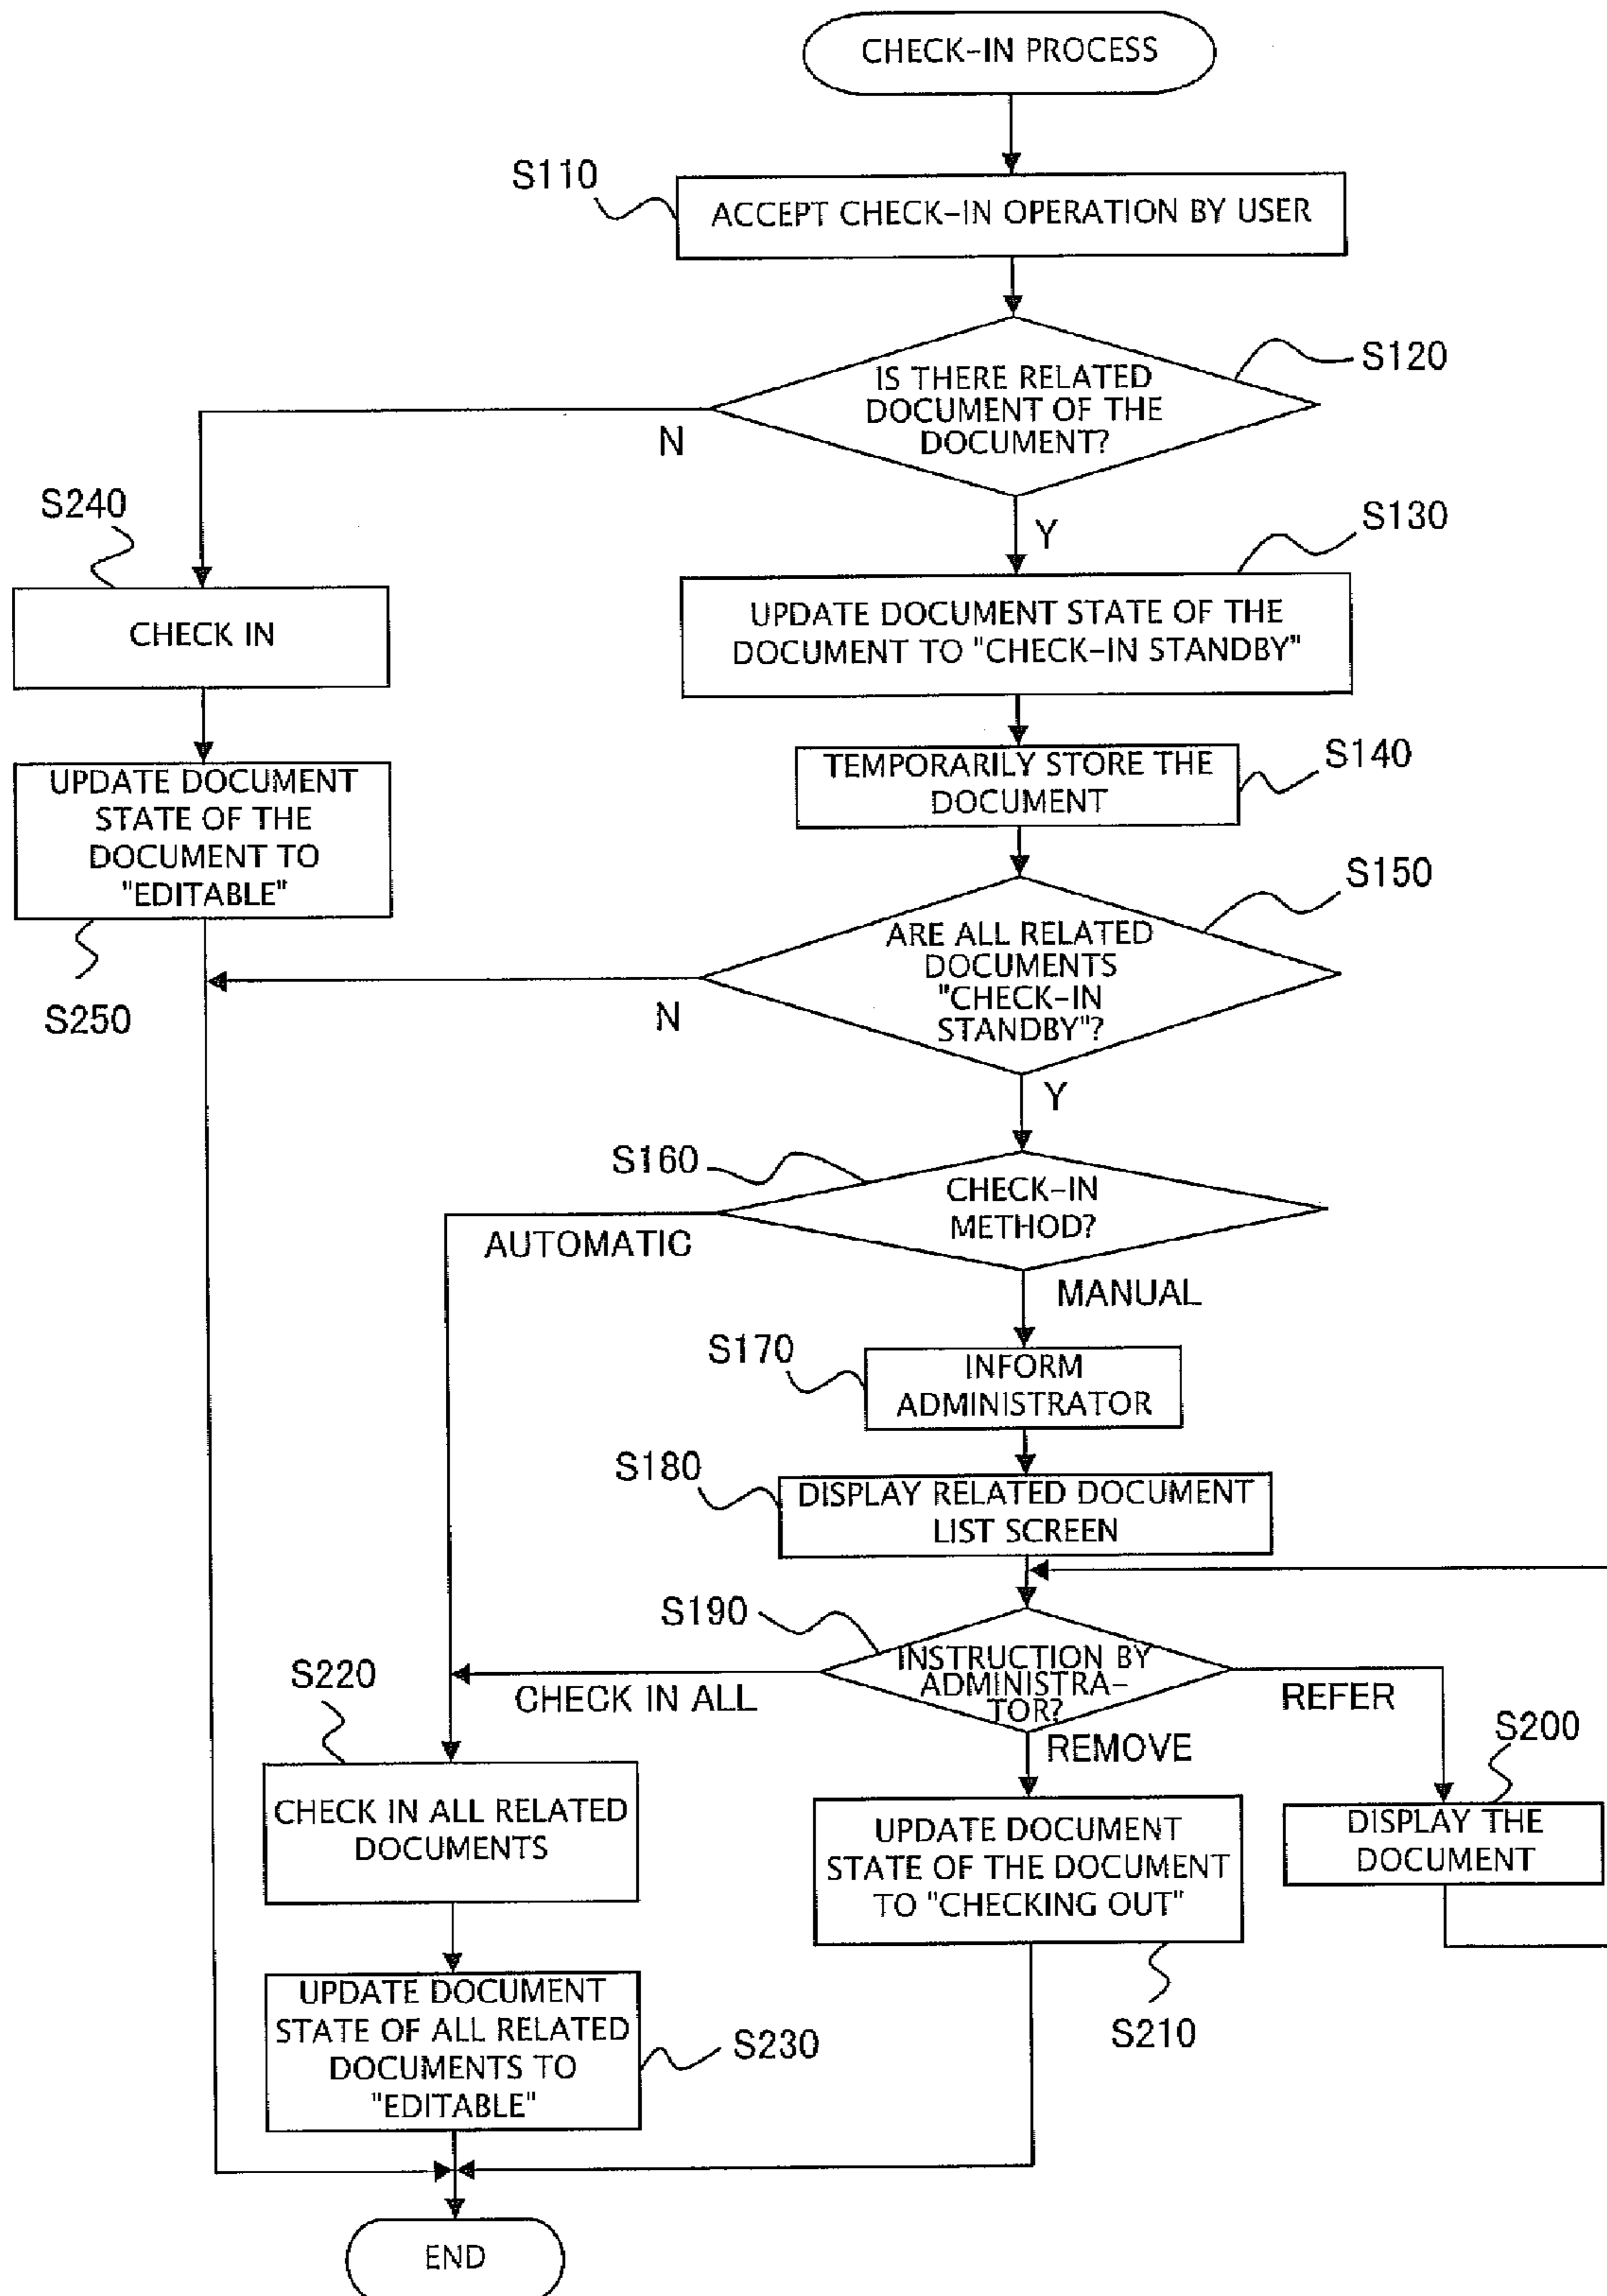 CHECK-IN PROCESS
S110
ACCEPT CHECK-IN OPERATION BY USER
S120
IS THERE RELATED
DOCUMENT OF THE
DOCUMENT?
N
Y
S240
S130
CHECK IN
UPDATE DOCUMENT STATE OF THE
DOCUMENT TO "CHECK-IN STANDBY"
S140
TEMPORARILY STORE THE
DOCUMENT
UPDATE DOCUMENT
STATE OF THE
DOCUMENT TO
"EDITABLE"
S250
S150
ARE ALL RELATED
DOCUMENTS
"CHECK-IN
STANDBY"?
N
Y
S160
CHECK-IN
METHOD?
AUTOMATIC
MANUAL
S170
INFORM
ADMINISTRATOR
S180
DISPLAY RELATED DOCUMENT
LIST SCREEN
S190
INSTRUCTION BY
ADMINISTRA-
TOR?
CHECK IN ALL
REFER
REMOVE
S220
S200
CHECK IN ALL RELATED
DOCUMENTS
UPDATE DOCUMENT
STATE OF THE DOCUMENT
TO "CHECKING OUT"
DISPLAY THE
DOCUMENT
S210
UPDATE DOCUMENT
STATE OF ALL RELATED
DOCUMENTS TO
"EDITABLE"
S230
END